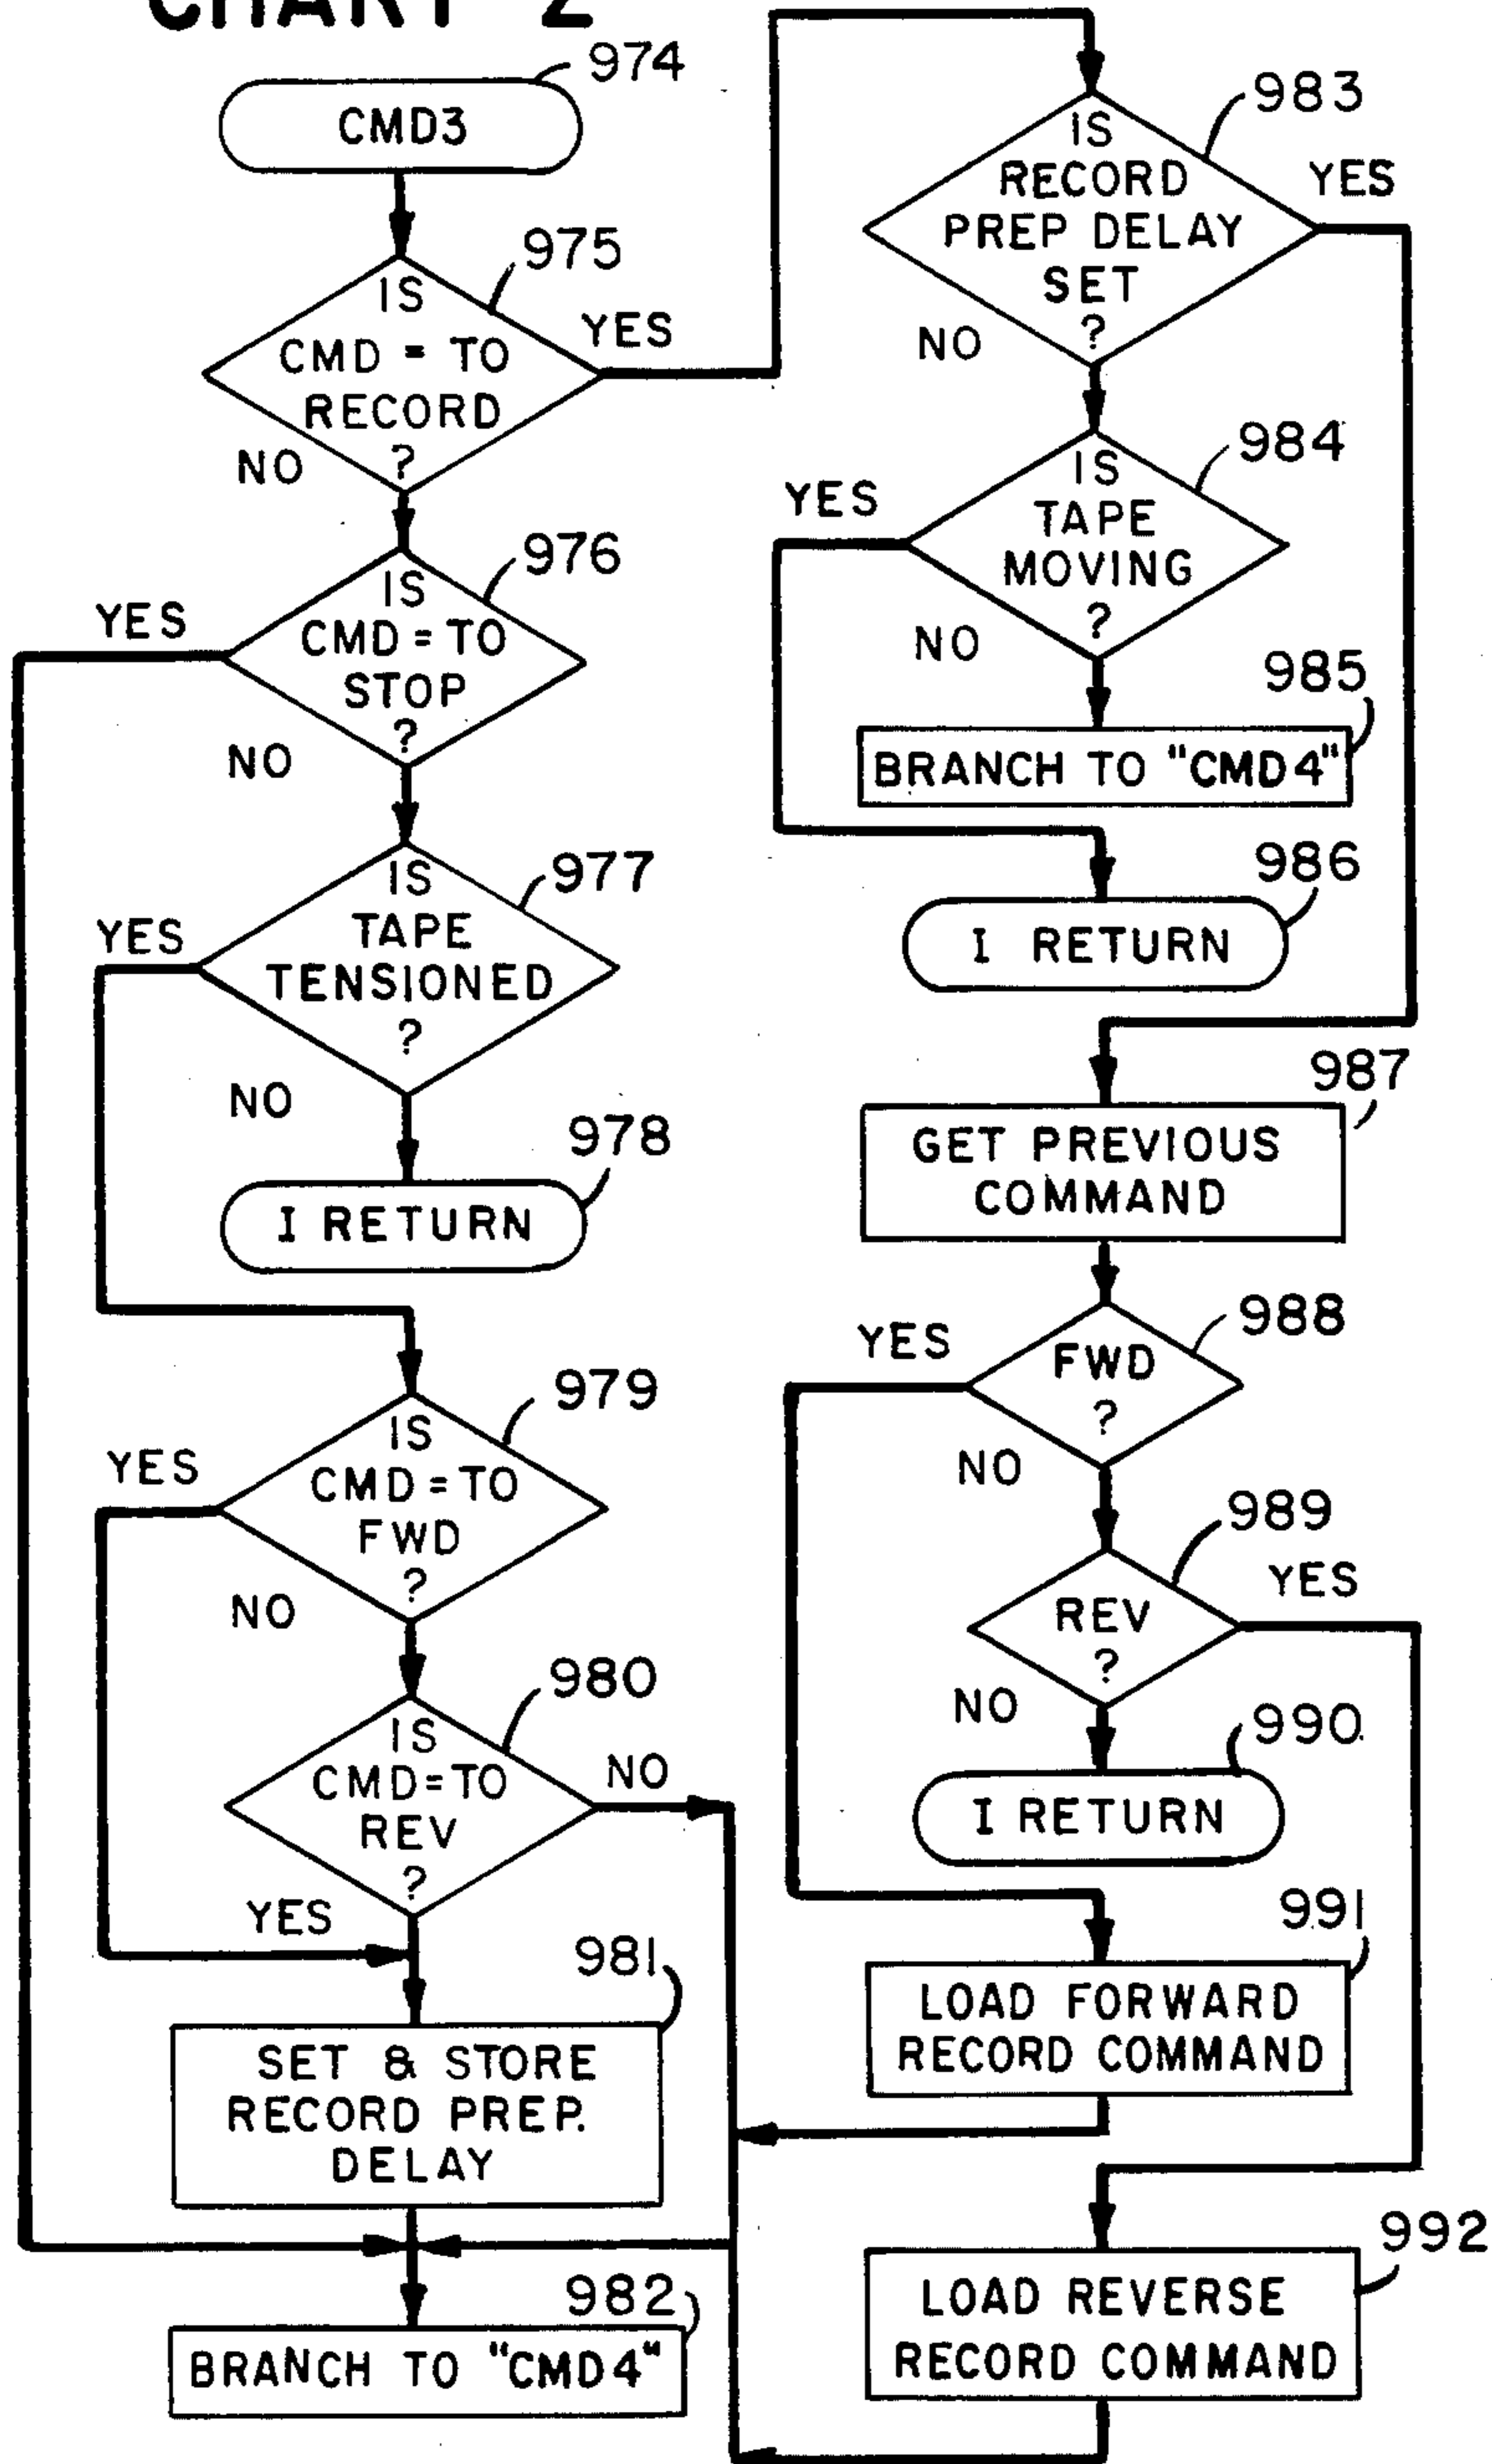 CHART 2
974
CMD3
975
IS
CMD = TO
RECORD
?
YES
NO
976
IS
CMD = TO
STOP
?
YES
NO
977
IS
TAPE
TENSIONED
?
YES
NO
978
I RETURN
979
IS
CMD = TO
FWD
?
YES
NO
980
IS
CMD = TO
REV
?
NO
YES
981
SET & STORE
RECORD PREP.
DELAY
982
BRANCH TO "CMD4"
983
IS
RECORD
PREP DELAY
SET
?
YES
NO
984
IS
TAPE
MOVING
?
YES
NO
985
BRANCH TO "CMD4"
986
I RETURN
987
GET PREVIOUS
COMMAND
988
FWD
?
YES
NO
989
REV
?
YES
NO
990
I RETURN
991
LOAD FORWARD
RECORD COMMAND
992
LOAD REVERSE
RECORD COMMAND